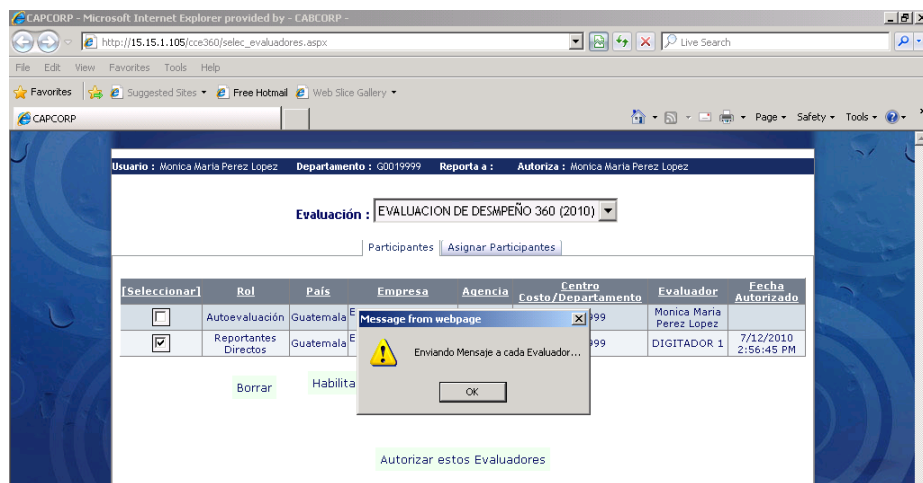 CAPCORP - Microsoft Internet Explorer provided by - CABCORP -
http://15.15.1.105/cce360/selec_evaluadores.aspx
Live Search
File Edit View Favorites Tools Help
Favorites Suggested Sites Free Hotmail Web Slice Gallery
CAPCORP
Page Safety Tools
Usuario : Monica Maria Perez Lopez Departamento : G0019999 Reporta a : Autoriza : Monica Maria Perez Lopez
Evaluación : EVALUACION DE DESMPEÑO 360 (2010)
Participantes Asignar Participantes
[Seleccionar] Rol País Empresa Agencia Centro Costo/Departamento Evaluador Fecha Autorizado
Autoevaluación Guatemala E 999 Monica Maria Perez Lopez
Reportantes Directos Guatemala E 999 DIGITADOR 1 7/12/2010 2:56:45 PM
Message from webpage
Enviando Mensaje a cada Evaluador...
OK
Borrar Habilita
Autorizar estos Evaluadores